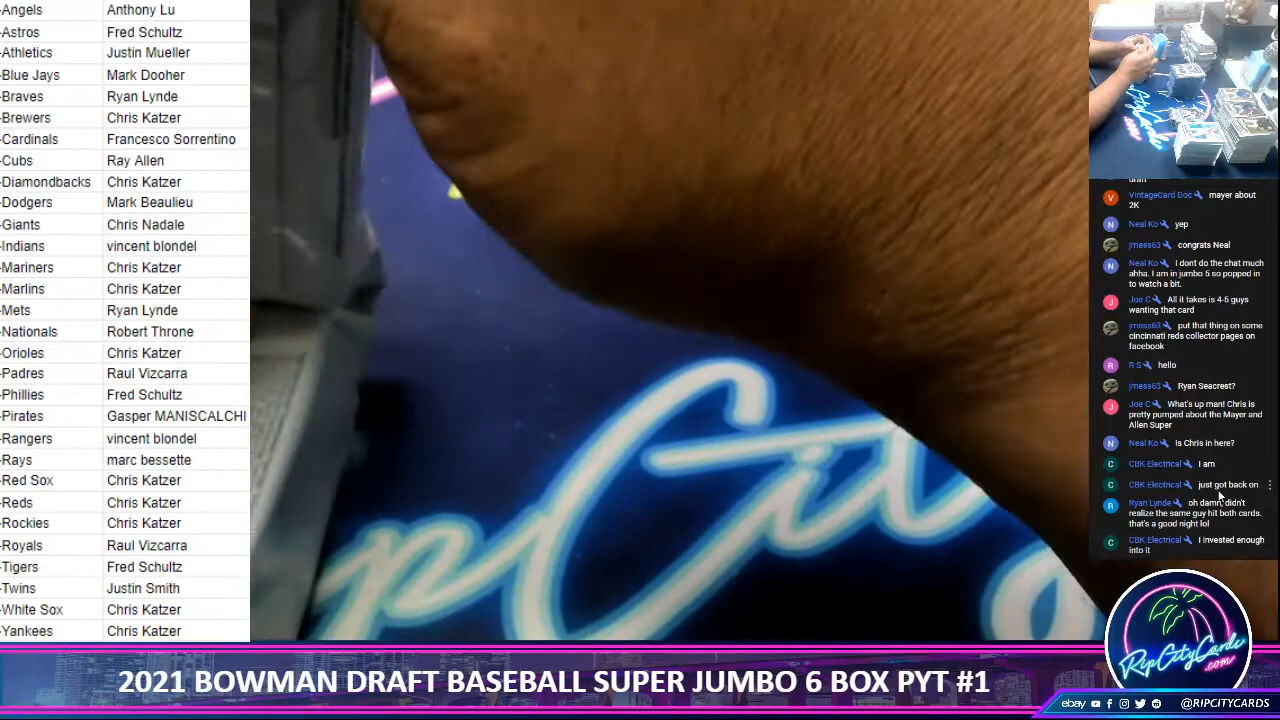 -Angels Anthony Lu
-Astros Fred Schultz
-Athletics Justin Mueller
-Blue Jays Mark Dooher
-Braves Ryan Lynde
-Brewers Chris Katzer
-Cardinals Francesco Sorrentino
-Cubs Ray Allen
-Diamondbacks Chris Katzer
-Dodgers Mark Beaulieu
-Giants Chris Nadale
-Indians vincent blondel
-Mariners Chris Katzer
-Marlins Chris Katzer
-Mets Ryan Lynde
-Nationals Robert Throne
-Orioles Chris Katzer
-Padres Raul Vizcarra
-Phillies Fred Schultz
-Pirates Gasper MANISCALCHI
-Rangers vincent blondel
-Rays marc bessette
-Red Sox Chris Katzer
-Reds Chris Katzer
-Rockies Chris Katzer
-Royals Raul Vizcarra
-Tigers Fred Schultz
-Twins Justin Smith
-White Sox Chris Katzer
-Yankees Chris Katzer
City
draft
VintageCard Doc mayer about
2K
Neal Ko yep
jmess63 congrats Neal
Neal Ko I dont do the chat much
ahha. I am in jumbo 5 so popped in
to watch a bit.
Joe C All it takes is 4-5 guys
wanting that card
jmess63 put that thing on some
cincinnati reds collector pages on
facebook
R S hello
jmess63 Ryan Seacrest?
Joe C What's up man! Chris is
pretty pumped about the Mayer and
Allen Super
Neal Ko Is Chris in here?
CBK Electrical I am
CBK Electrical just got back on
Ryan Lynde oh damn, didn't
realize the same guy hit both cards.
that's a good night lol
CBK Electrical I invested enough
into it
RipCityCards
.com
2021 BOWMAN DRAFT BASEBALL SUPER JUMBO 6 BOX PYT #1
ebay @RIPCITYCARDS